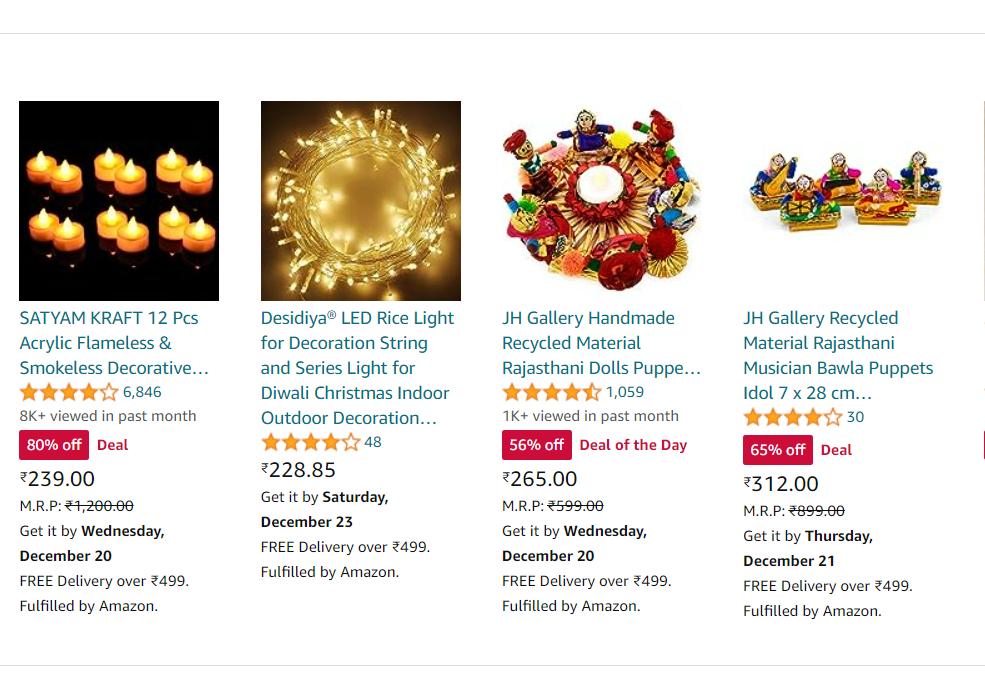 SATYAM KRAFT 12 Pcs
Acrylic Flameless &
Smokeless Decorative…
6,846
8K+ viewed in past month
80% off Deal
₹239.00
M.R.P: ₹1,200.00
Get it by Wednesday,
December 20
FREE Delivery over ₹499.
Fulfilled by Amazon.
Desidiya® LED Rice Light
for Decoration String
and Series Light for
Diwali Christmas Indoor
Outdoor Decoration…
48
₹228.85
Get it by Saturday,
December 23
FREE Delivery over ₹499.
Fulfilled by Amazon.
JH Gallery Handmade
Recycled Material
Rajasthani Dolls Puppe…
1,059
1K+ viewed in past month
56% off Deal of the Day
₹265.00
M.R.P: ₹599.00
Get it by Wednesday,
December 20
FREE Delivery over ₹499.
Fulfilled by Amazon.
JH Gallery Recycled
Material Rajasthani
Musician Bawla Puppets
Idol 7 x 28 cm…
30
65% off Deal
₹312.00
M.R.P: ₹899.00
Get it by Thursday,
December 21
FREE Delivery over ₹499.
Fulfilled by Amazon.